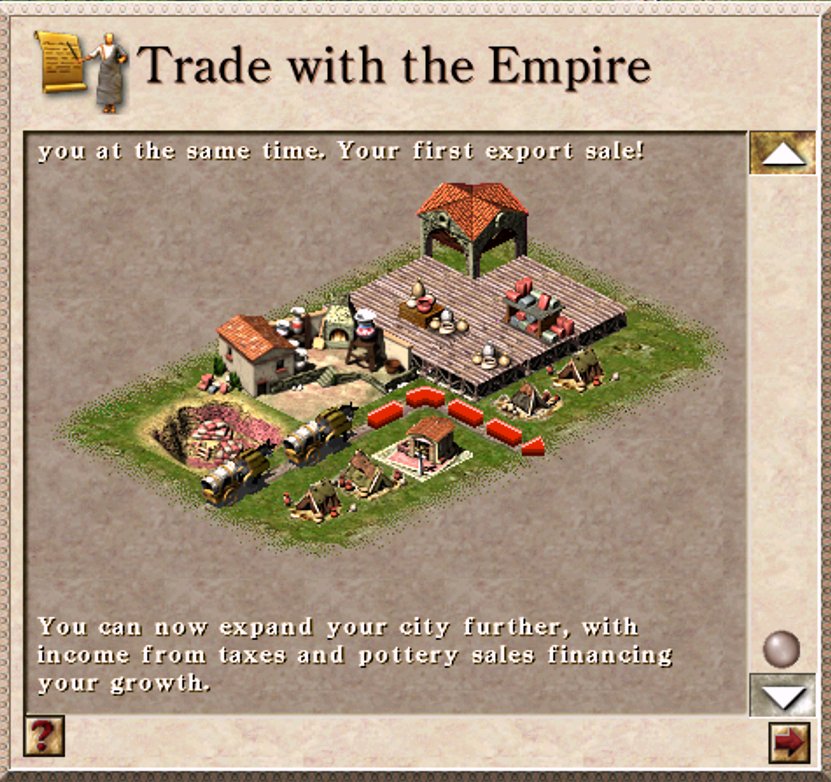 Trade with the Empire
you at the same time. Your first export sale!
You can now expand your city further, with
income from taxes and pottery sales financing
your growth.
?